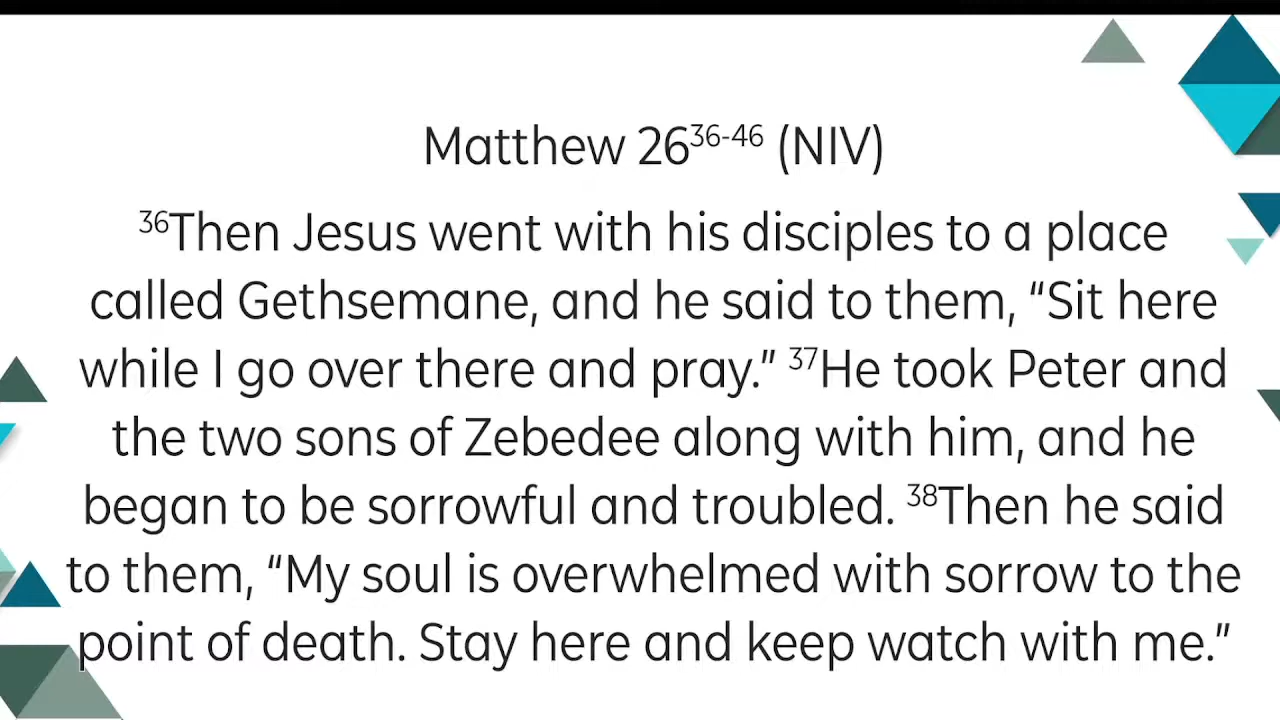 Matthew 26³⁶⁻⁴⁶ (NIV)
³⁶Then Jesus went with his disciples to a place
called Gethsemane, and he said to them, “Sit here
while I go over there and pray.” ³⁷He took Peter and
the two sons of Zebedee along with him, and he
began to be sorrowful and troubled. ³⁸Then he said
to them, “My soul is overwhelmed with sorrow to the
point of death. Stay here and keep watch with me.”